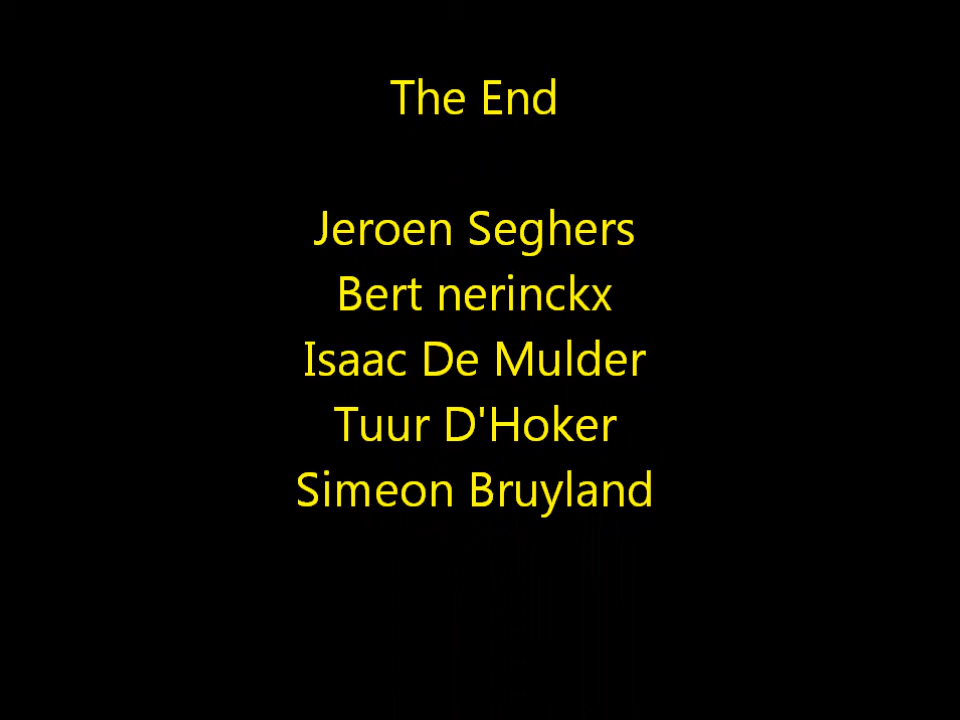 The End
Jeroen Seghers
Bert nerinckx
Isaac De Mulder
Tuur D'Hoker
Simeon Bruyland